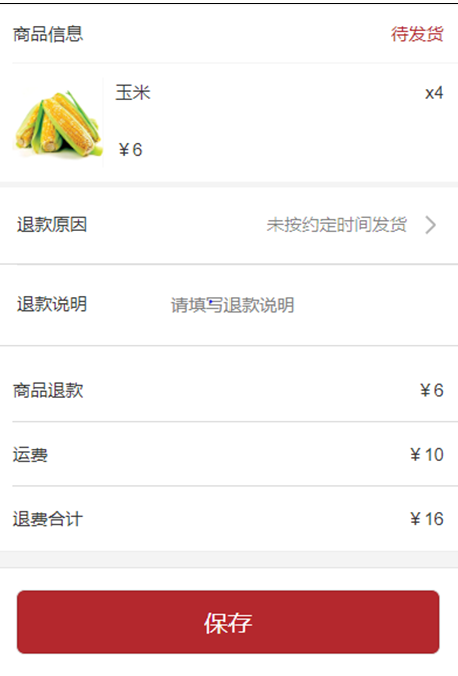 商品信息 待发货
玉米 x4
￥6
退款原因 未按约定时间发货
退款说明 请填写退款说明
商品退款 ￥6
运费 ￥10
退费合计 ￥16
保存